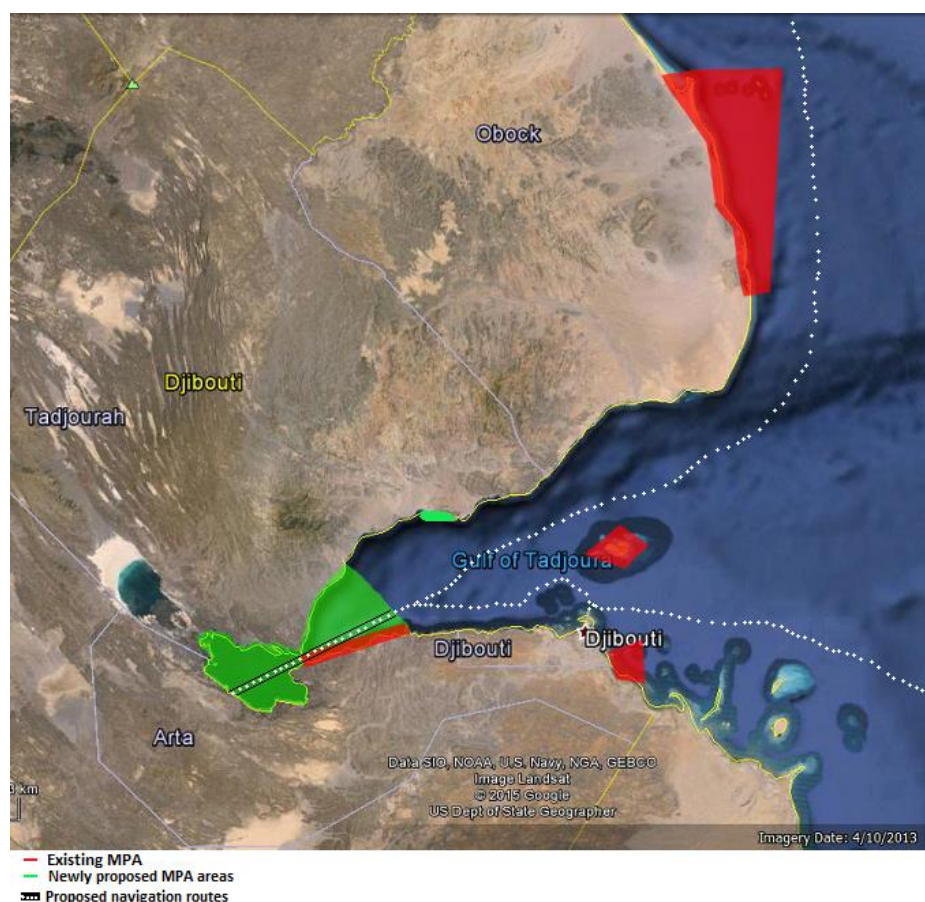 Obock
Djibouti
Tadjourah
Gulf of Tadjoura
Djibouti
Djibouti
Arta
Data SIO, NOAA, U.S. Navy, NGA, GEBCO
Image Landsat
© 2015 Google
US Dept of State Geographer
km
Imagery Date: 4/10/2013
Existing MPA
Newly proposed MPA areas
Proposed navigation routes